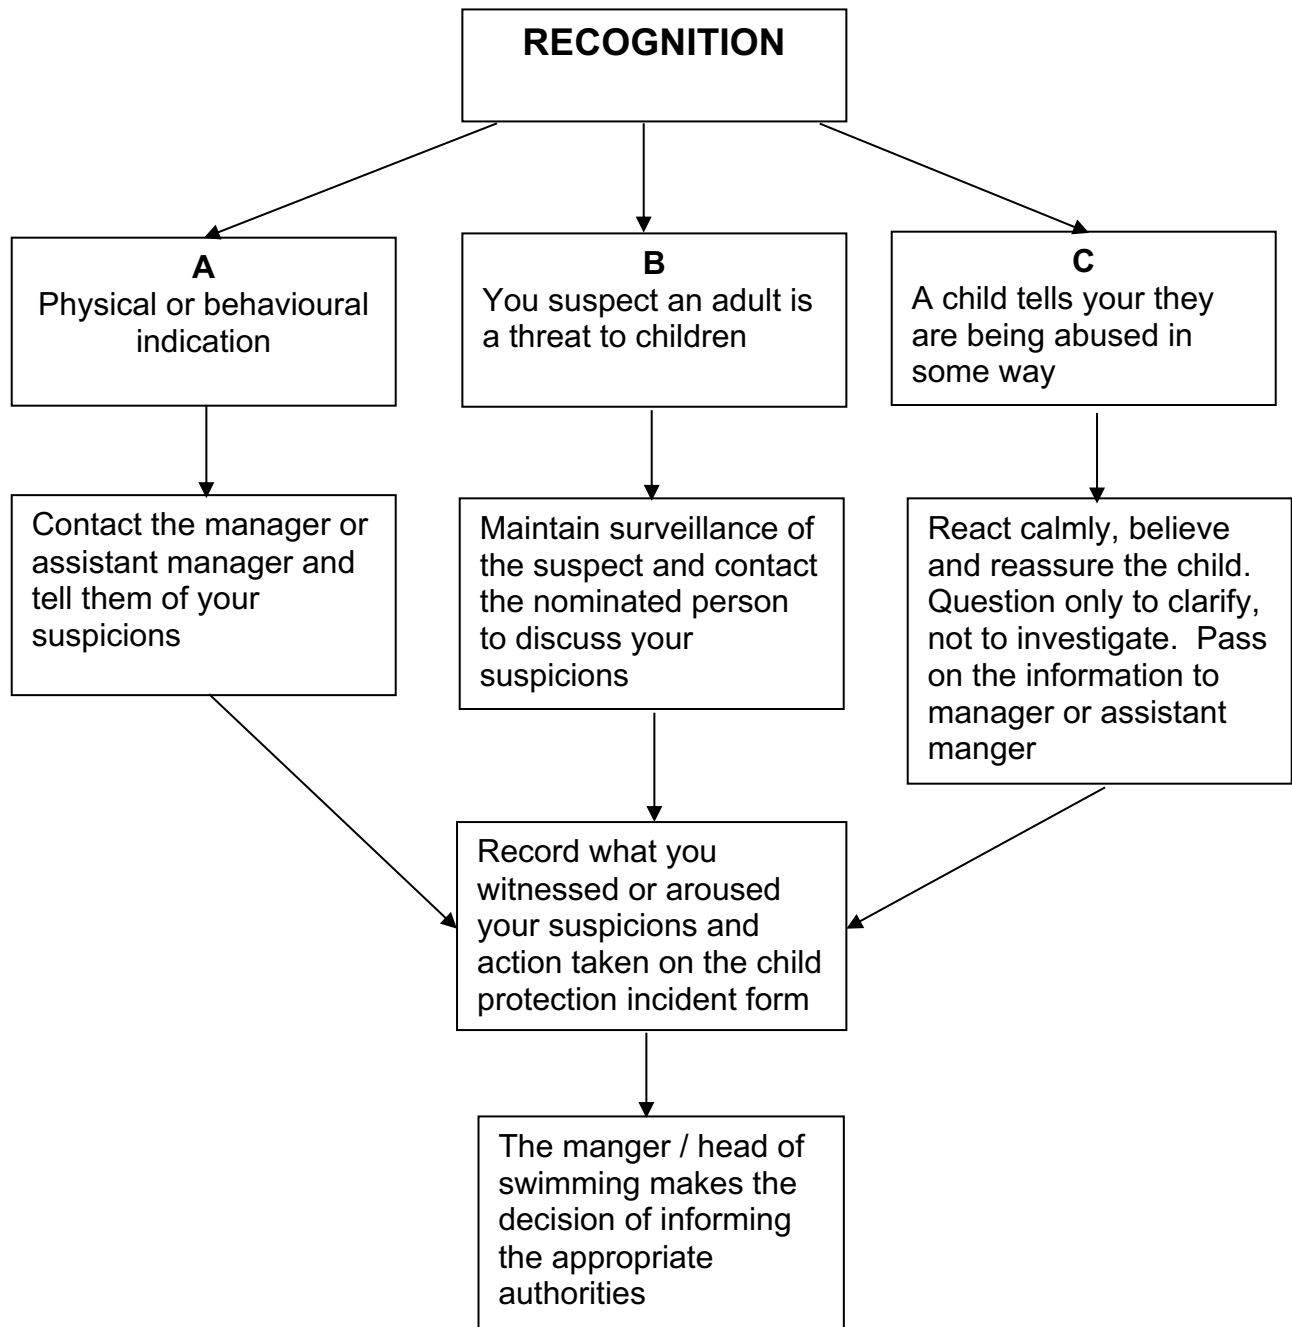 RECOGNITION
A
Physical or behavioural
indication
B
You suspect an adult is
a threat to children
C
A child tells your they
are being abused in
some way
Contact the manager or
assistant manager and
tell them of your
suspicions
Maintain surveillance of
the suspect and contact
the nominated person
to discuss your
suspicions
React calmly, believe
and reassure the child.
Question only to clarify,
not to investigate.  Pass
on the information to
manager or assistant
manger
Record what you
witnessed or aroused
your suspicions and
action taken on the child
protection incident form
The manger / head of
swimming makes the
decision of informing
the appropriate
authorities